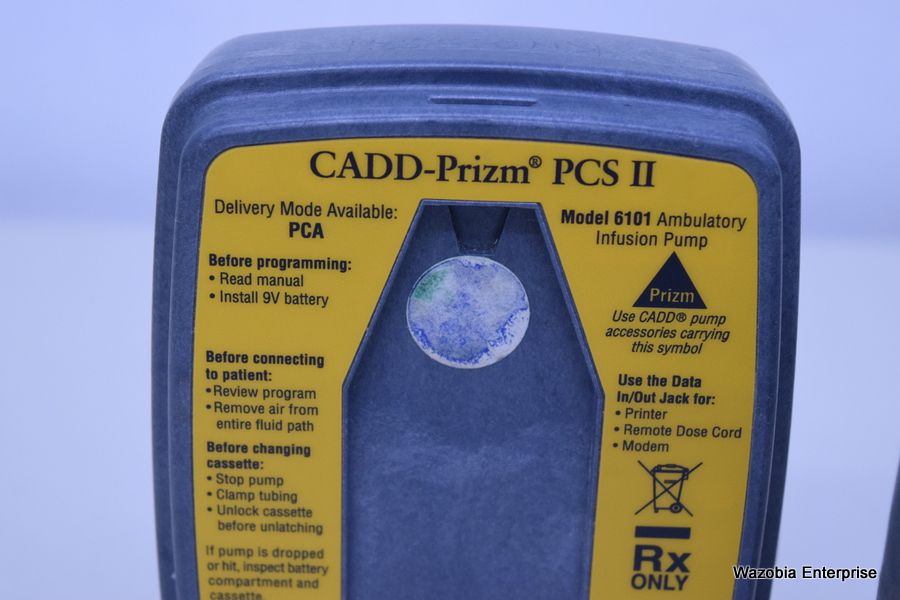 CADD-Prizm® PCS II
Delivery Mode Available:
PCA
Before programming:
• Read manual
• Install 9V battery
Before connecting
to patient:
• Review program
• Remove air from
entire fluid path
Before changing
cassette:
• Stop pump
• Clamp tubing
• Unlock cassette
before unlatching
If pump is dropped
or hit, inspect battery
compartment and
cassette.
Model 6101 Ambulatory
Infusion Pump
Prizm
Use CADD® pump
accessories carrying
this symbol
Use the Data
In/Out Jack for:
• Printer
• Remote Dose Cord
• Modem
Rx
ONLY
Wazobia Enterprise